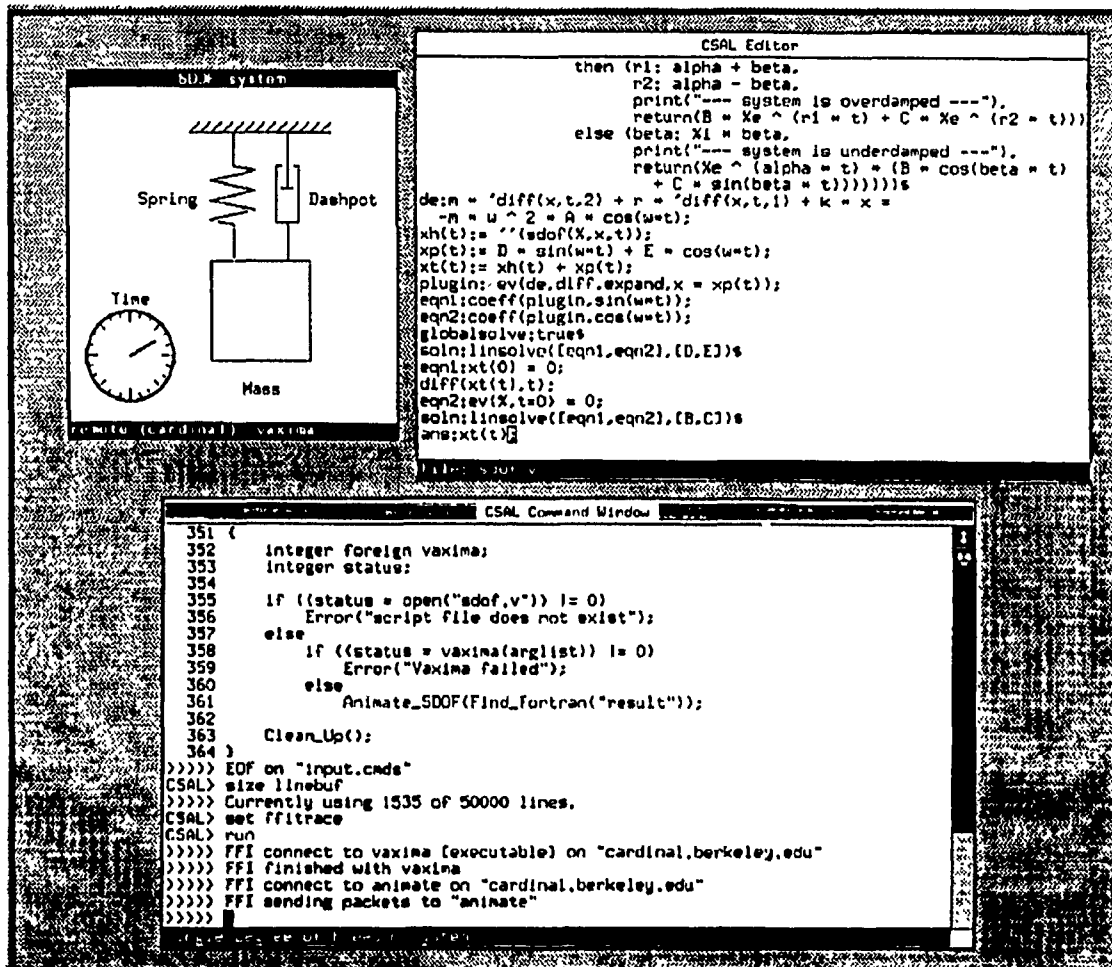 SDOF system
Spring
Dashpot
Time
Mass
remote (cardinal) vaxima
CSAL Editor
then (r1: alpha + beta,
r2: alpha - beta,
print("--- system is overdamped ---"),
return(B * %e ^ (r1 * t) + C * %e ^ (r2 * t)))
else (beta: %i * beta,
print("--- system is underdamped ---"),
return(%e ^ (alpha * t) * (B * cos(beta * t)
+ C * sin(beta * t)))))))$
de:m * 'diff(x,t,2) + r * 'diff(x,t,1) + k * x =
-m * w ^ 2 * A * cos(w*t);
xh(t):= ''(sdof(%,x,t));
xp(t):= D * sin(w*t) + E * cos(w*t);
xt(t):= xh(t) + xp(t);
plugin: ev(de,diff,expand,x = xp(t));
eqn1:coeff(plugin,sin(w*t));
eqn2:coeff(plugin,cos(w*t));
globalsolve:true$
soln:linsolve([eqn1,eqn2],[D,E])$
eqn1:xt(0) = 0;
diff(xt(t),t);
eqn2:ev(%,t=0) = 0;
soln:linsolve([eqn1,eqn2],[B,C])$
ans:xt(t);
File: sdof.v
CSAL Command Window
351 {
352 integer foreign vaxima;
353 integer status;
354
355 if ((status = open("sdof.v")) != 0)
356 Error("script file does not exist");
357 else
358 if ((status = vaxima(arglist)) != 0)
359 Error("Vaxima failed");
360 else
361 Animate_SDOF(Find_Fortran("result"));
362
363 Clean_Up();
364 }
>>>>> EOF on "input.cmds"
CSAL> size linebuf
>>>>> Currently using 1535 of 50000 lines.
CSAL> set ffitrace
CSAL> run
>>>>> FFI connect to vaxima [executable] on "cardinal.berkeley.edu"
>>>>> FFI finished with vaxima
>>>>> FFI connect to animate on "cardinal.berkeley.edu"
>>>>> FFI sending packets to "animate"
>>>>>
single degree of freedom system